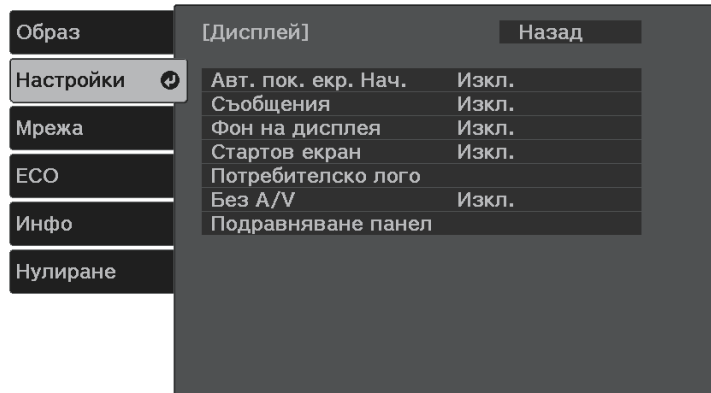 Образ
Настройки
Мрежа
ECO
Инфо
Нулиране
[Дисплей] Назад
Авт. пок. екр. Нач. Изкл.
Съобщения Изкл.
Фон на дисплея Изкл.
Стартов екран Изкл.
Потребителско лого
Без A/V Изкл.
Подравняване панел